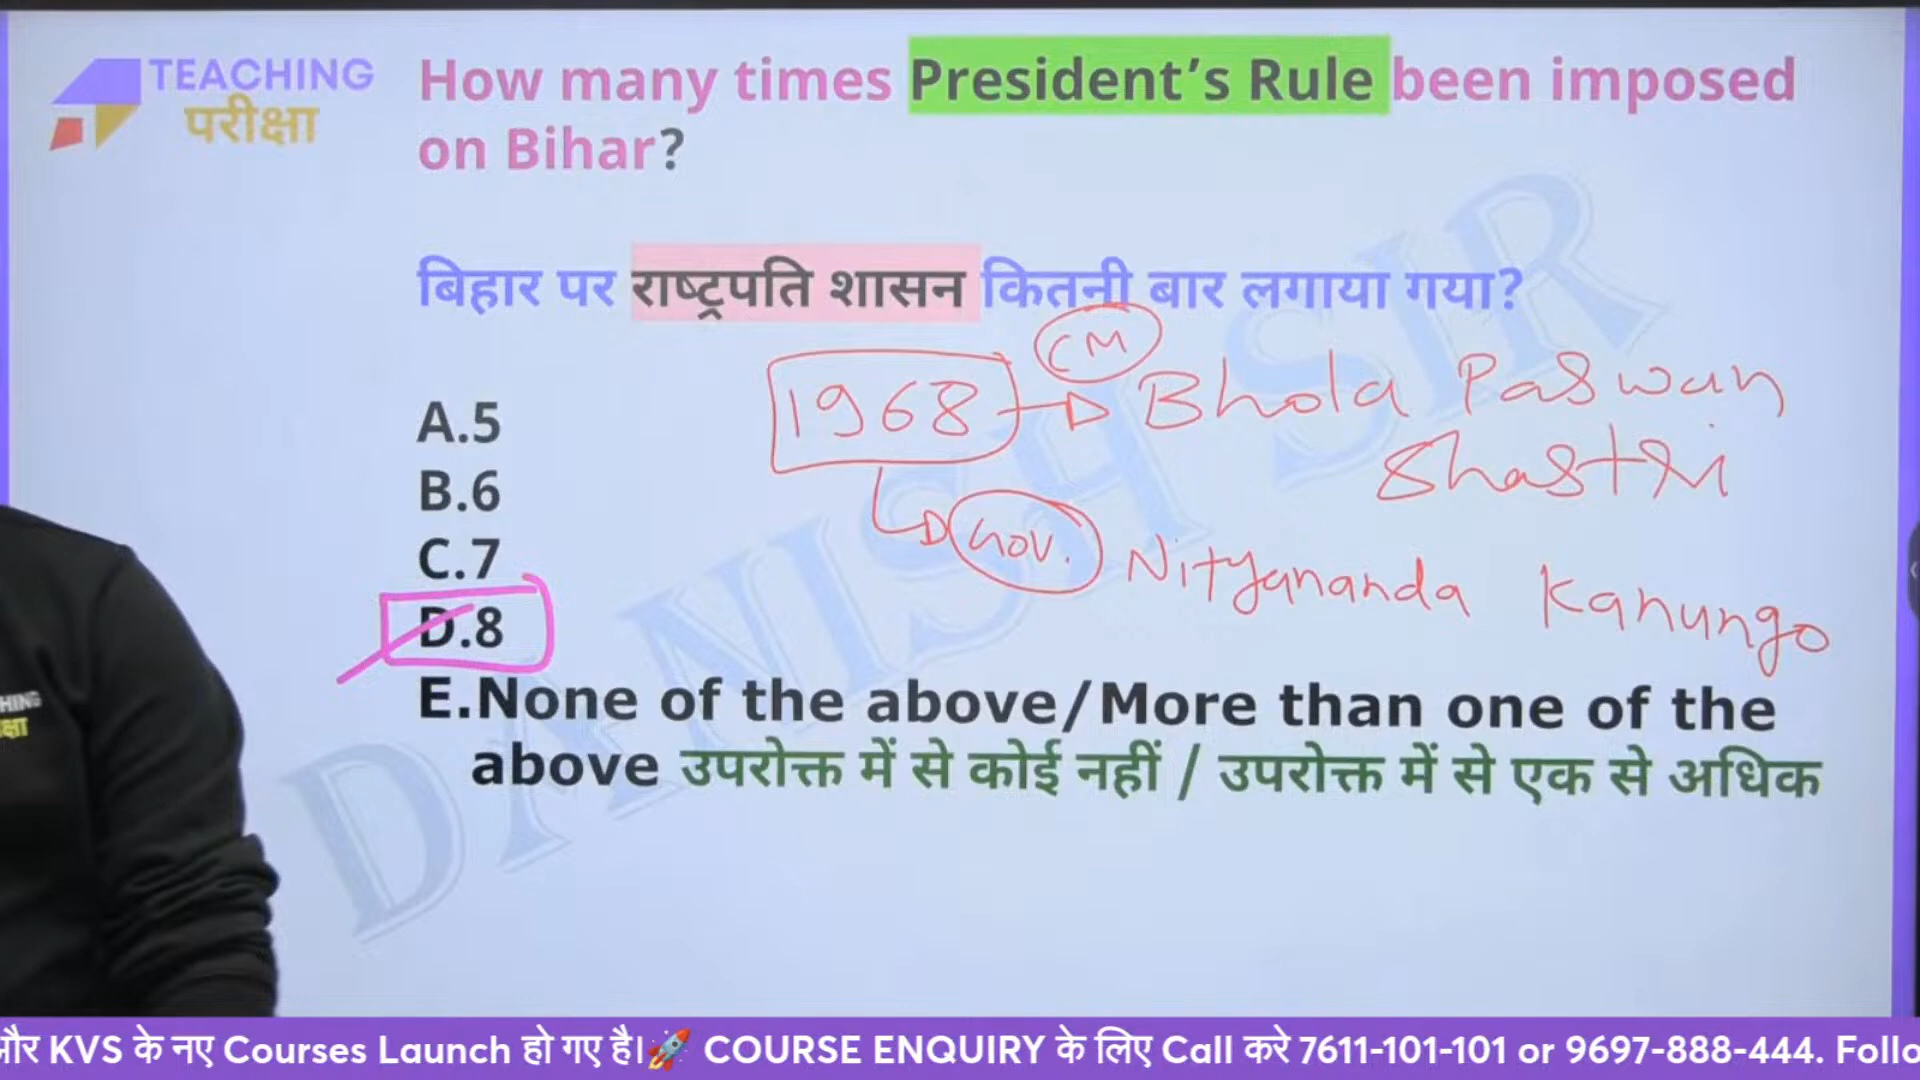 TEACHING
परीक्षा
How many times President's Rule been imposed
on Bihar?
बिहार पर राष्ट्रपति शासन कितनी बार लगाया गया?
CM
1968 Bhola Paswan
Shastri
Gov. Nityananda Kanungo
A.5
B.6
C.7
D.8
E.None of the above/More than one of the
above उपरोक्त में से कोई नहीं / उपरोक्त में से एक से अधिक
DANISH SIR
HING
क्षा
और KVS के नए Courses Launch हो गए है।🚀 COURSE ENQUIRY के लिए Call करे 7611-101-101 or 9697-888-444. Follo